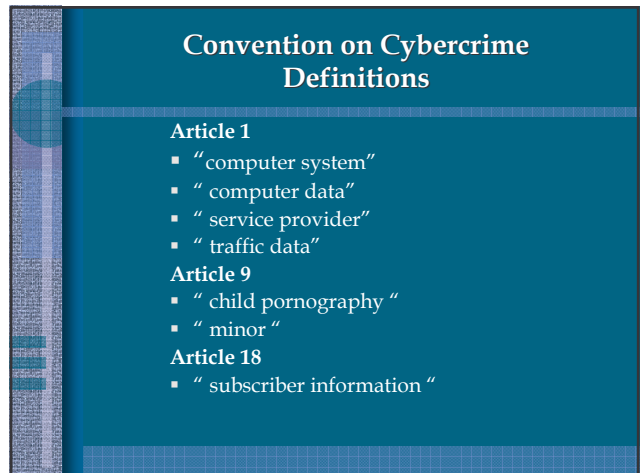 Convention on Cybercrime
Definitions
Article 1
▪ “computer system”
▪ “ computer data”
▪ “ service provider”
▪ “ traffic data”
Article 9
▪ “ child pornography “
▪ “ minor “
Article 18
▪ “ subscriber information “